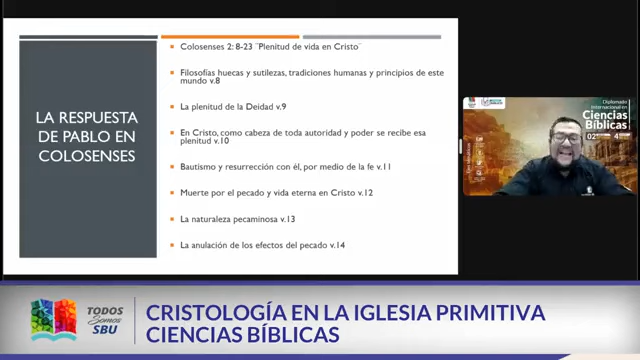 LA RESPUESTA
DE PABLO EN
COLOSENSES
Colosenses 2: 8-23 ¨Plenitud de vida en Cristo¨
Filosofías huecas y sutilezas, tradiciones humanas y principios de este
mundo v.8
La plenitud de la Deidad v.9
En Cristo, como cabeza de toda autoridad y poder se recibe esa
plenitud v.10
Bautismo y resurrección con él, por medio de la fe v.11
Muerte por el pecado y vida eterna en Cristo v.12
La naturaleza pecaminosa v.13
La anulación de los efectos del pecado v.14
Diplomado
Internacional en
Ciencias
Bíblicas
TODOS
Somos
SBU
CRISTOLOGÍA EN LA IGLESIA PRIMITIVA
CIENCIAS BÍBLICAS